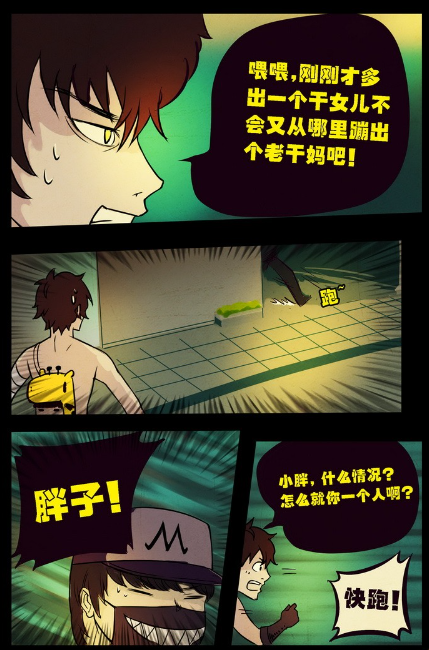 喂喂,刚刚才多
出一个干女儿不
会又从哪里蹦出
个老干妈吧!
跑~
胖子!
M
小胖,什么情况?
怎么就你一个人啊?
快跑!